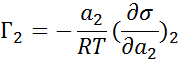 Γ₂ = − a₂/RT (∂σ/∂a₂)₂